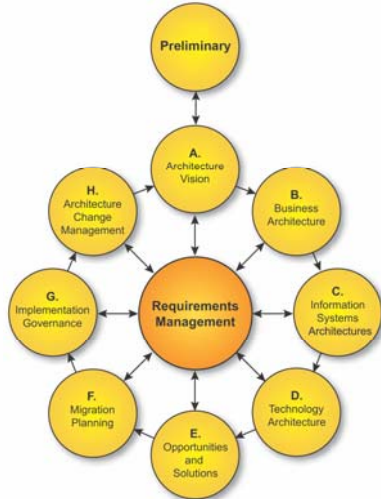 Preliminary
A.
Architecture
Vision
B.
Business
Architecture
C.
Information
Systems
Architectures
D.
Technology
Architecture
E.
Opportunities
and
Solutions
F.
Migration
Planning
G.
Implementation
Governance
H.
Architecture
Change
Management
Requirements
Management